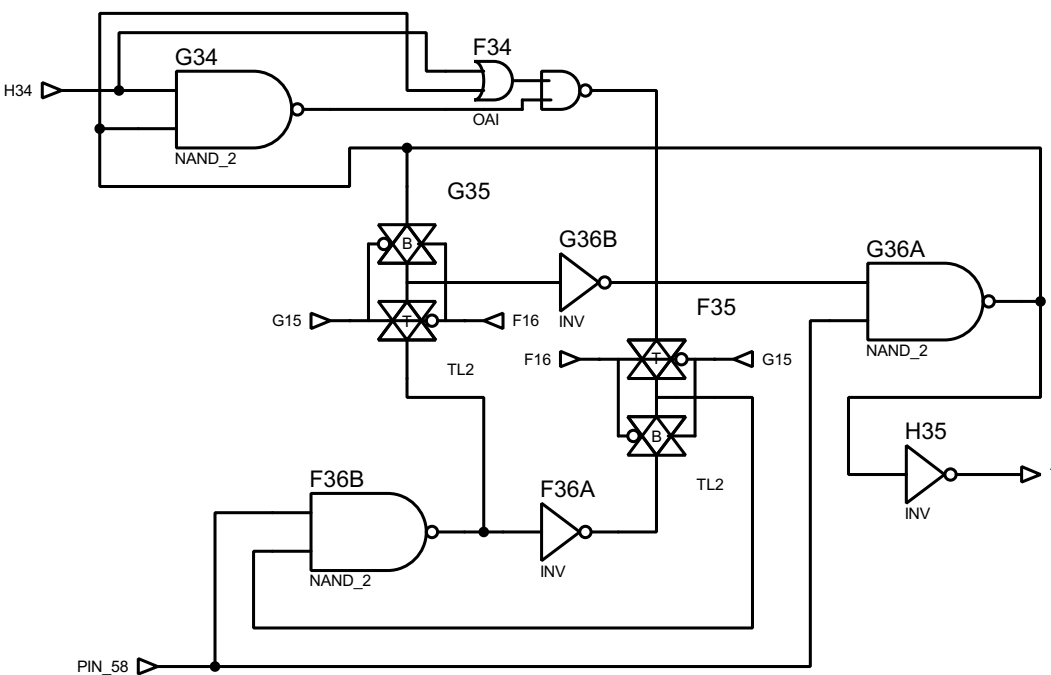 F34
G34
H34
OAI
NAND_2
G35
B
G36B
G36A
G15
T
F16
INV
F35
NAND_2
F16
T
G15
TL2
B
H35
F36B
F36A
TL2
INV
NAND_2
INV
PIN_58